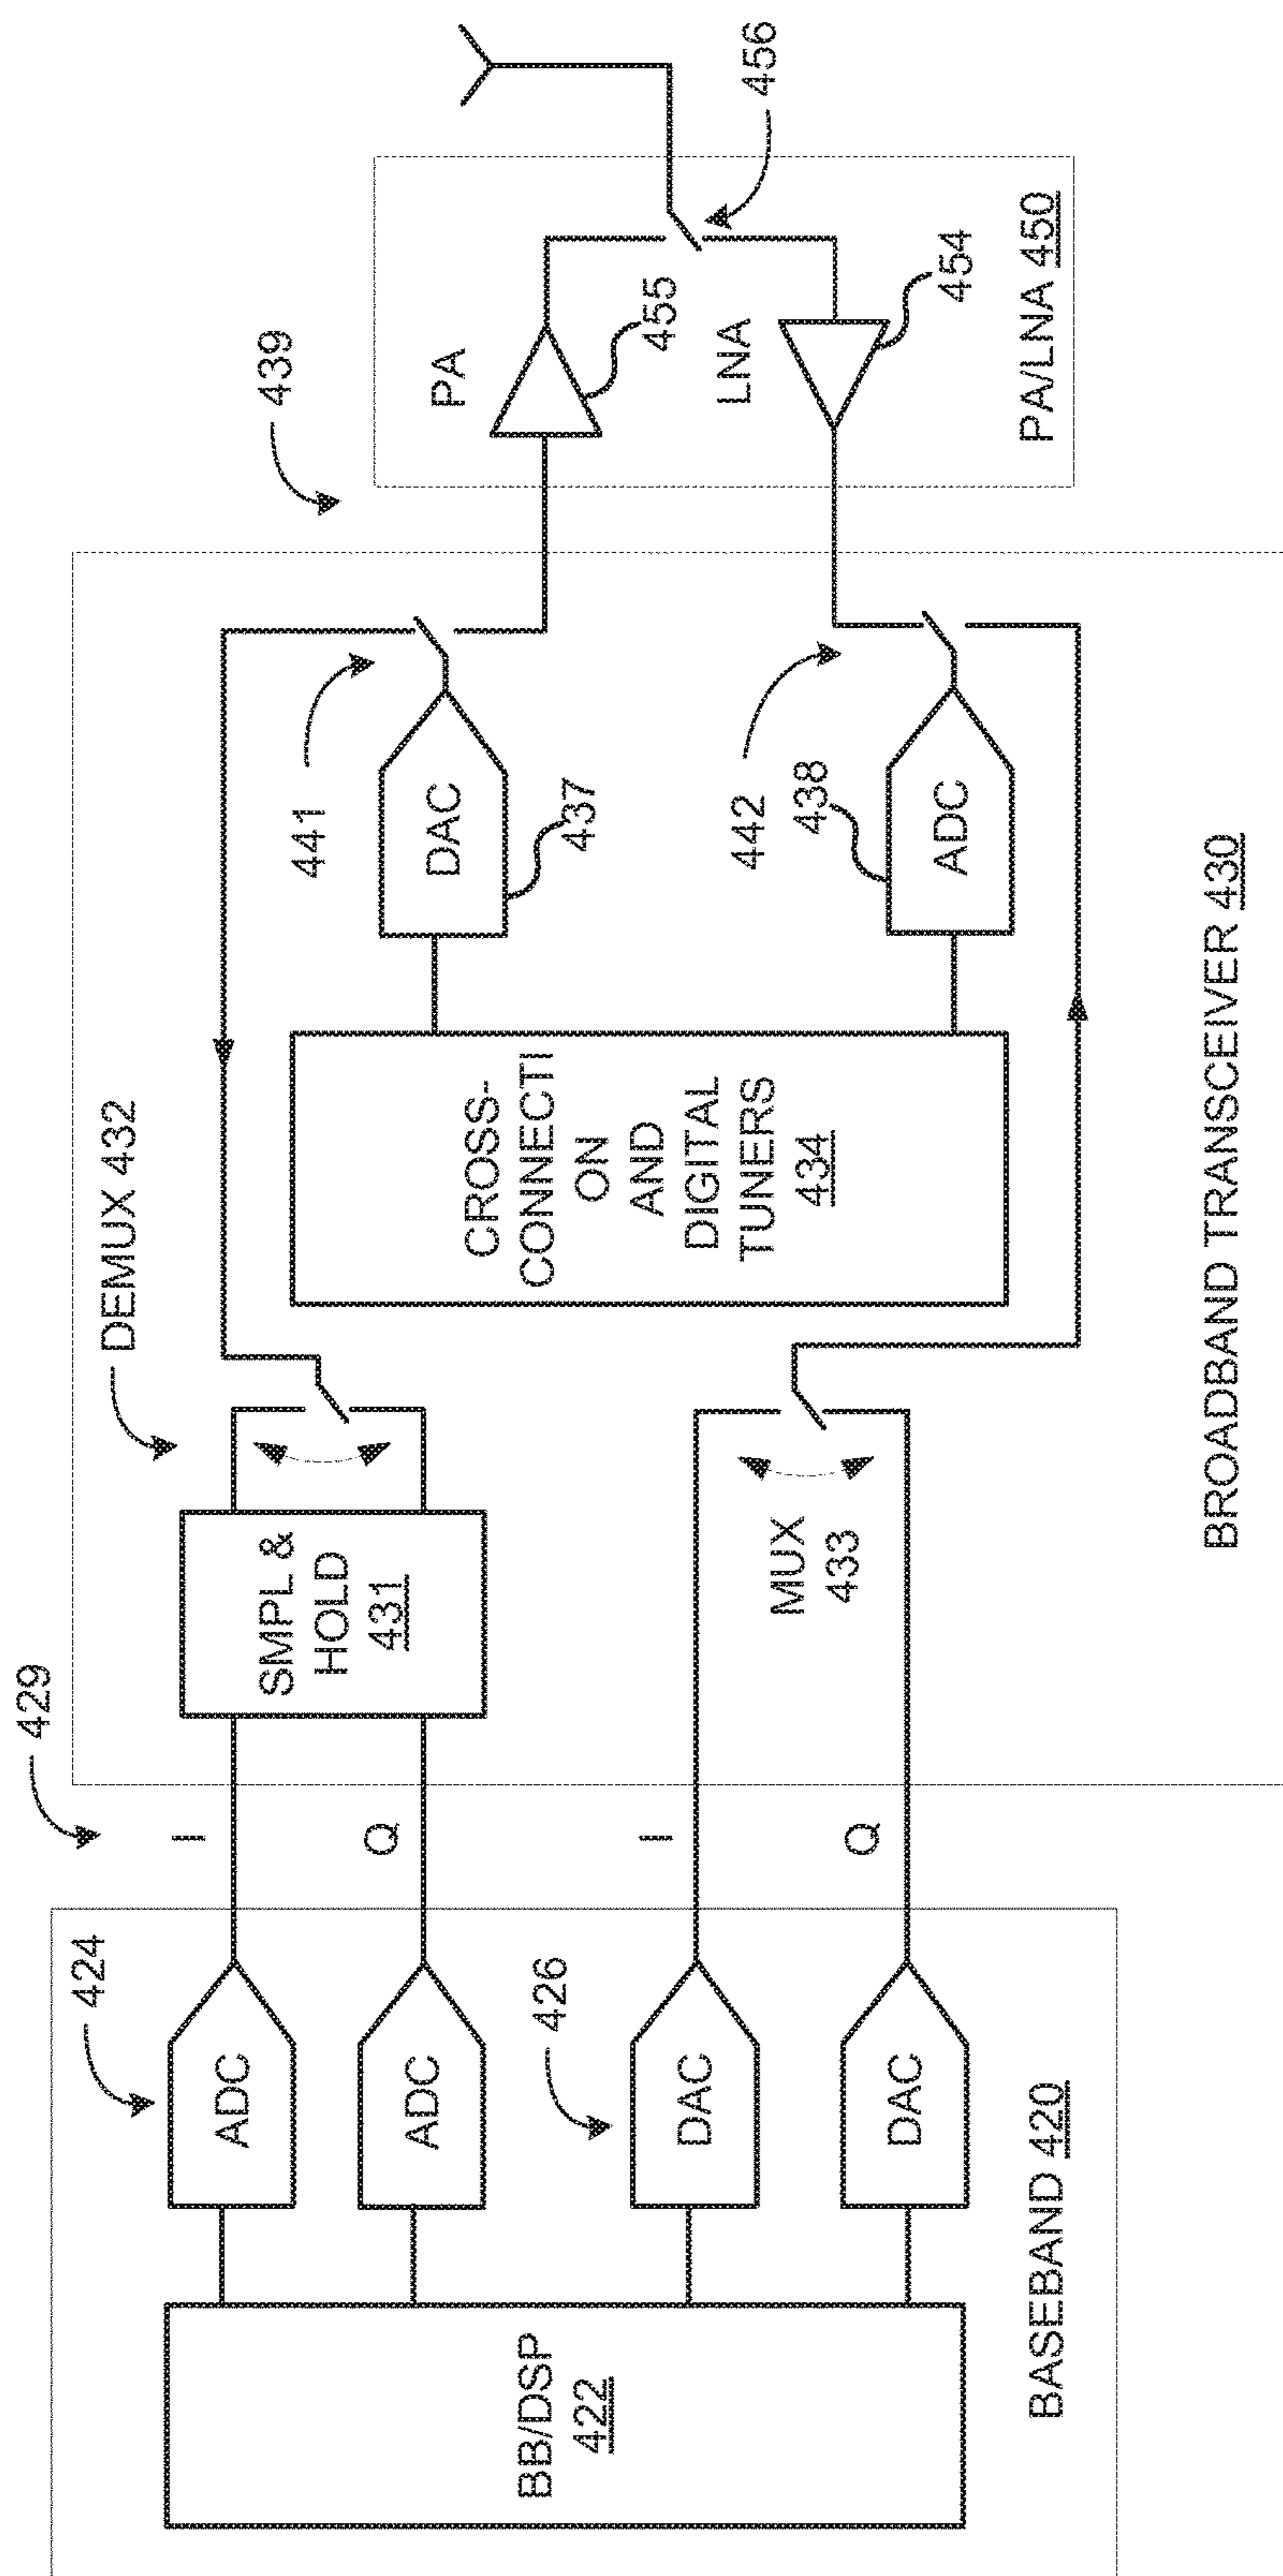 429
439
DEMUX 432
424
ADC
ADC
426
DAC
DAC
BB/DSP
422
BASEBAND 420
I
Q
I
Q
SMPL &
HOLD
431
MUX
433
CROSS-
CONNECTI
ON
AND
DIGITAL
TUNERS
434
441
DAC
437
442
438
ADC
BROADBAND TRANSCEIVER 430
PA
455
LNA
454
456
PA/LNA 450